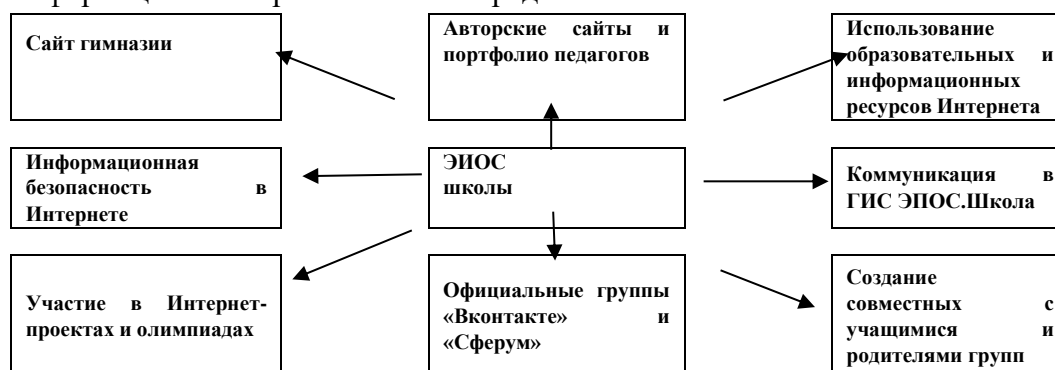 Сайт гимназии
Авторские сайты и
портфолио педагогов
Использование
образовательных и
информационных
ресурсов Интернета
Информационная
безопасность в
Интернете
ЭИОС
школы
Коммуникация в
ГИС ЭПОС.Школа
Участие в Интернет-
проектах и олимпиадах
Официальные группы
«Вконтакте» и
«Сферум»
Создание
совместных с
учащимися и
родителями групп